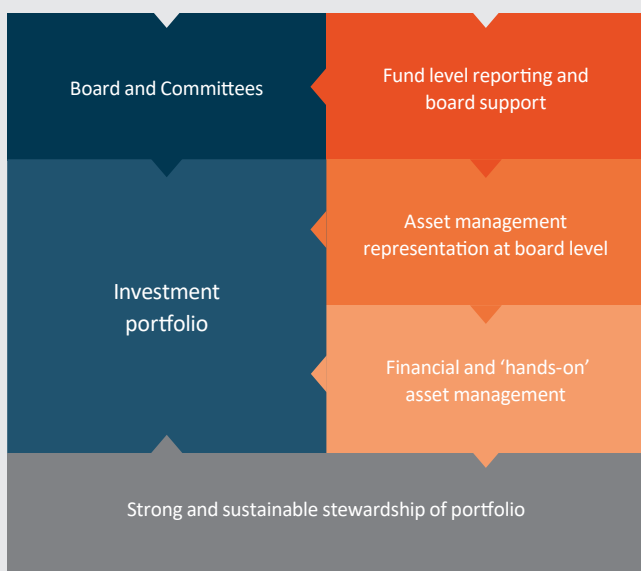 Board and Committees
Fund level reporting and
board support
Asset management
representation at board level
Investment
portfolio
Financial and ‘hands-on’
asset management
Strong and sustainable stewardship of portfolio